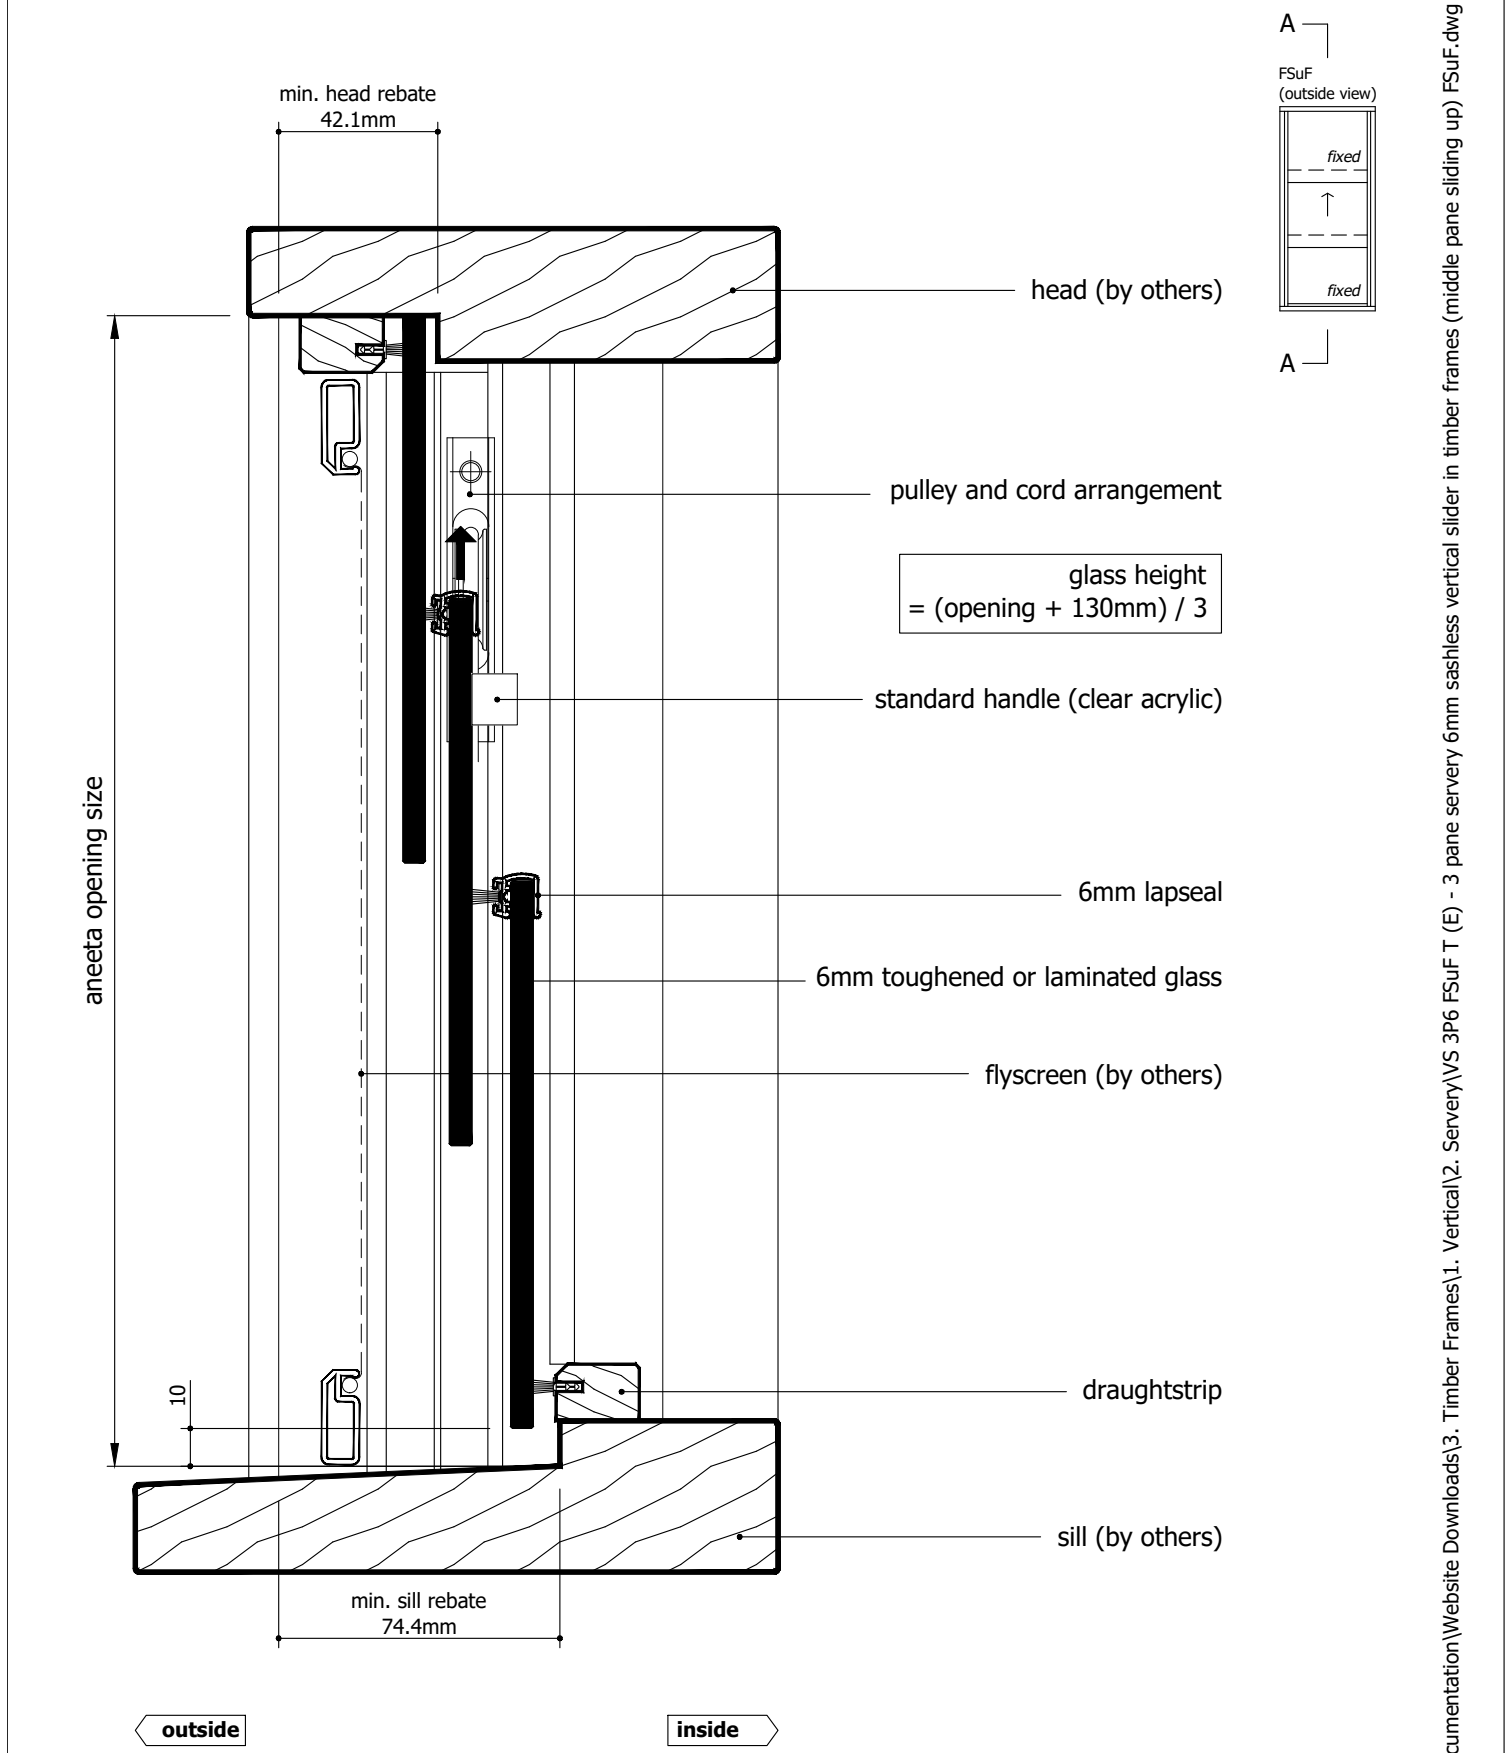 A
FSuF
(outside view)
fixed
fixed
A
min. head rebate
42.1mm
head (by others)
pulley and cord arrangement
glass height
= (opening + 130mm) / 3
standard handle (clear acrylic)
aneeta opening size
6mm lapseal
6mm toughened or laminated glass
flyscreen (by others)
10
draughtstrip
sill (by others)
min. sill rebate
74.4mm
outside
inside
cumentation\Website Downloads\3. Timber Frames\1. Vertical\2. Servery\VS 3P6 FSuF T (E) - 3 pane servery 6mm sashless vertical slider in timber frames (middle pane sliding up) FSuF.dwg